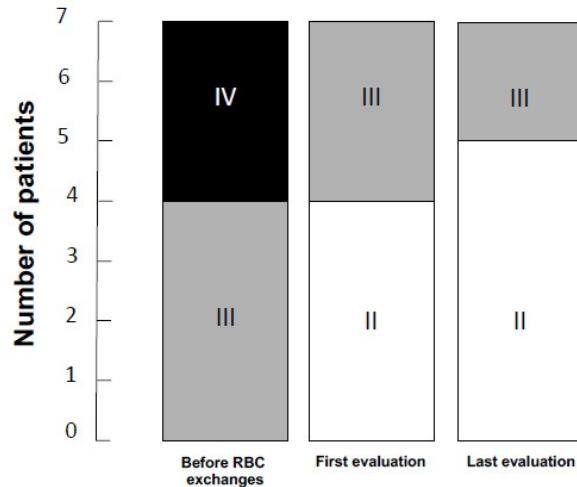 Number of patients
7
6
5
4
3
2
1
0
IV
III
III
II
III
II
Before RBC
exchanges
First evaluation
Last evaluation